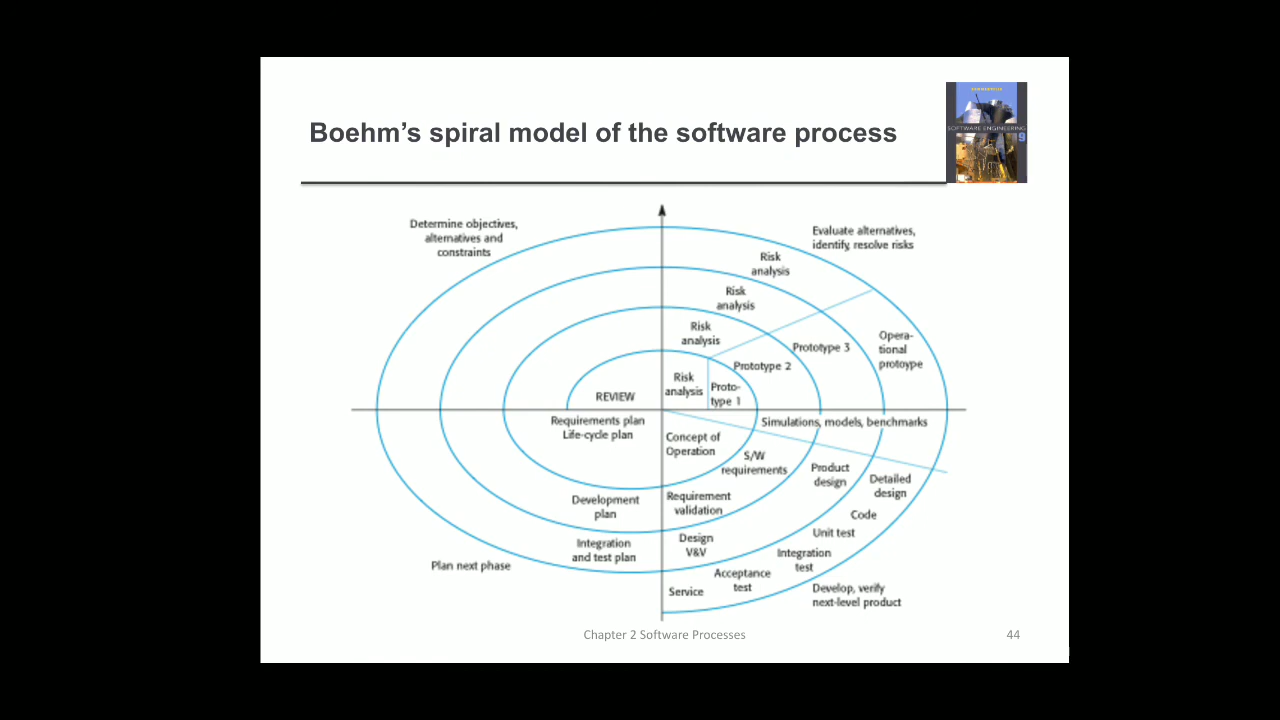 Boehm's spiral model of the software process
SOMMERVILLE
SOFTWARE ENGINEERING
9
Determine objectives,
alternatives and
constraints
Evaluate alternatives,
identify, resolve risks
Risk
analysis
Risk
analysis
Risk
analysis
Risk
analysis
Proto-
type 1
Prototype 2
Prototype 3
Opera-
tional
protoype
REVIEW
Requirements plan
Life-cycle plan
Simulations, models, benchmarks
Concept of
Operation
S/W
requirements
Product
design
Detailed
design
Development
plan
Requirement
validation
Code
Unit test
Integration
and test plan
Design
V&V
Integration
test
Plan next phase
Acceptance
test
Service
Develop, verify
next-level product
Chapter 2 Software Processes
44